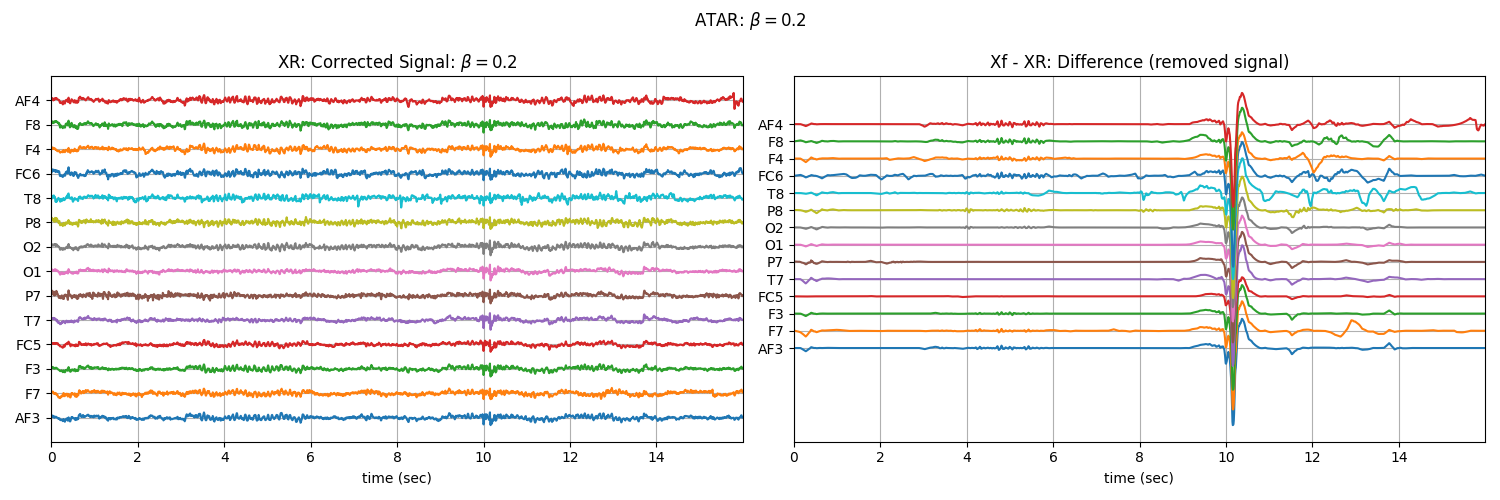 ATAR: β = 0.2
XR: Corrected Signal: β = 0.2
AF4
F8
F4
FC6
T8
P8
O2
O1
P7
T7
FC5
F3
F7
AF3
0 2 4 6 8 10 12 14
time (sec)
Xf - XR: Difference (removed signal)
AF4
F8
F4
FC6
T8
P8
O2
O1
P7
T7
FC5
F3
F7
AF3
0 2 4 6 8 10 12 14
time (sec)